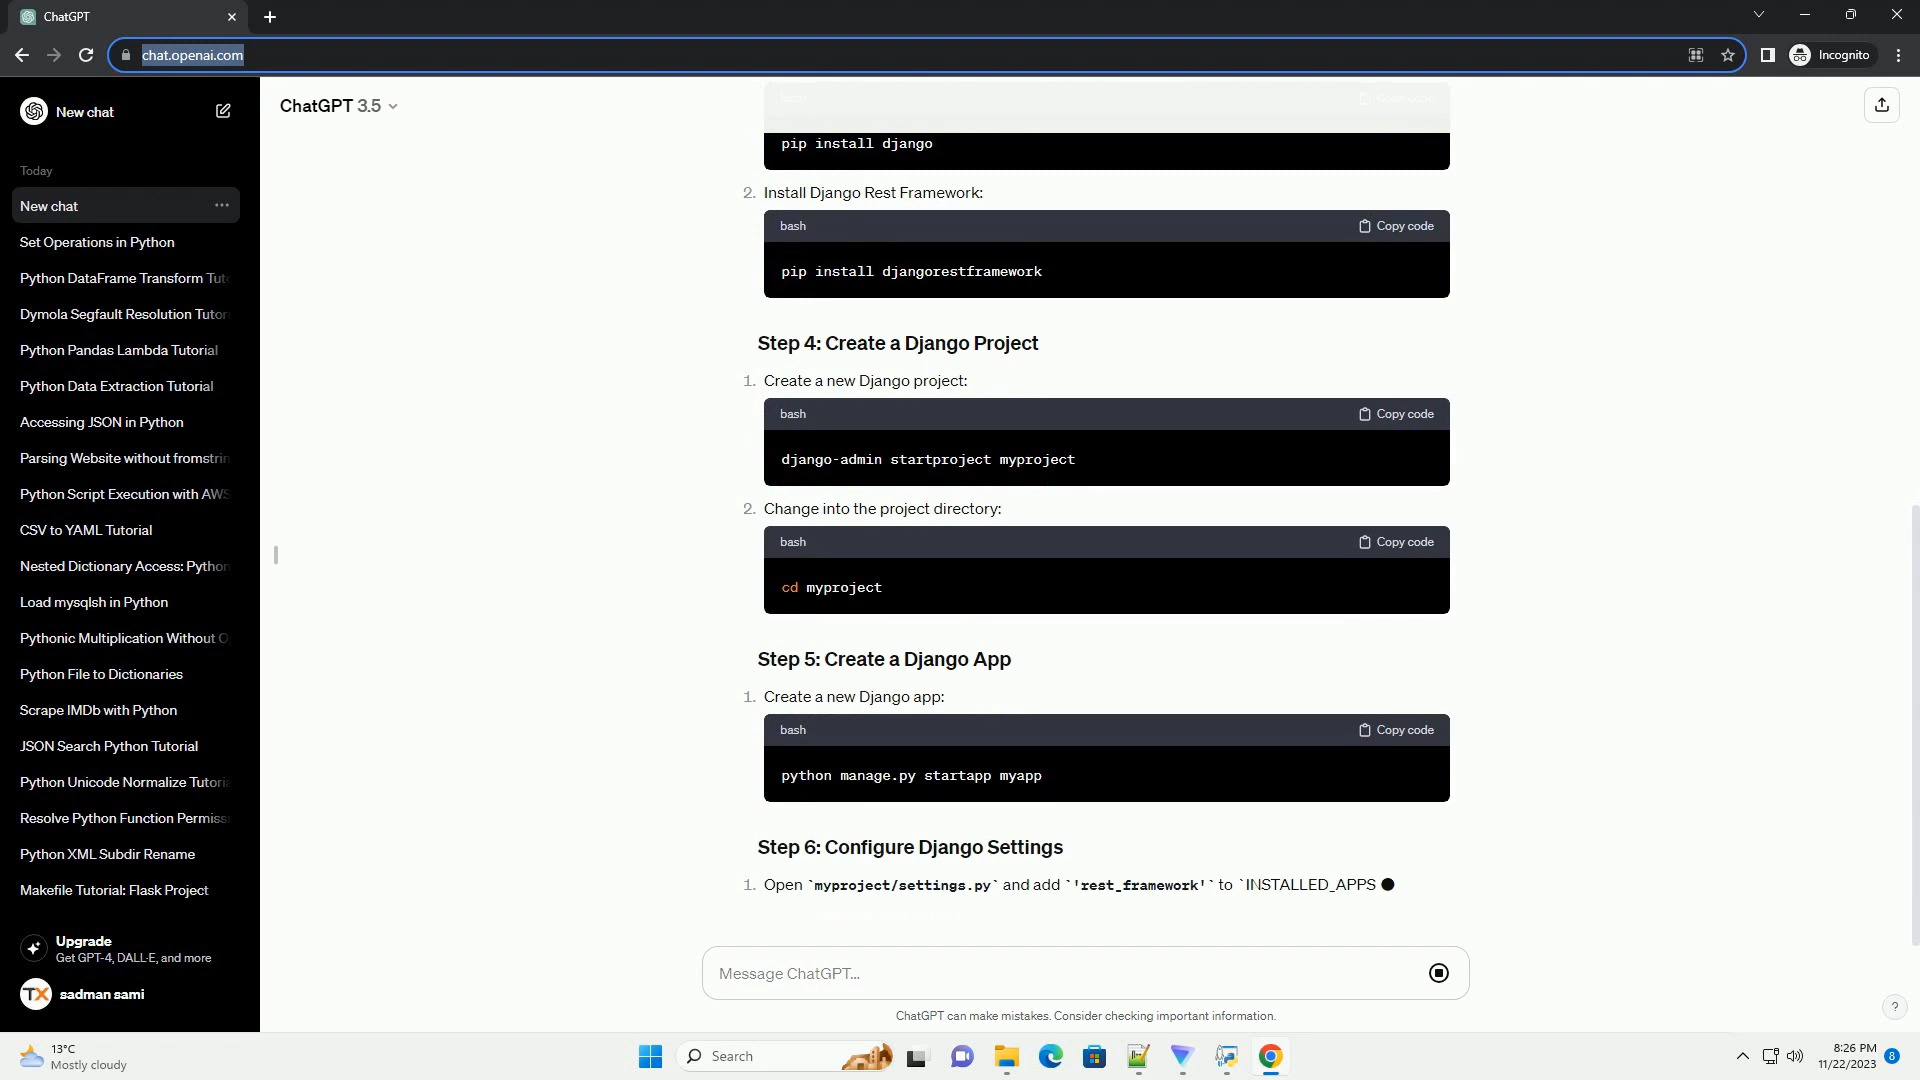 ChatGPT
chat.openai.com
Incognito
New chat
Today
New chat
Set Operations in Python
Python DataFrame Transform Tut
Dymola Segfault Resolution Tutor
Python Pandas Lambda Tutorial
Python Data Extraction Tutorial
Accessing JSON in Python
Parsing Website without fromstrin
Python Script Execution with AWS
CSV to YAML Tutorial
Nested Dictionary Access: Python
Load mysqlsh in Python
Pythonic Multiplication Without O
Python File to Dictionaries
Scrape IMDb with Python
JSON Search Python Tutorial
Python Unicode Normalize Tutoria
Resolve Python Function Permiss
Python XML Subdir Rename
Makefile Tutorial: Flask Project
Upgrade
Get GPT-4, DALL·E, and more
TX sadman sami
ChatGPT 3.5
bash Copy code
pip install django
2. Install Django Rest Framework:
bash Copy code
pip install djangorestframework
Step 4: Create a Django Project
1. Create a new Django project:
bash Copy code
django-admin startproject myproject
2. Change into the project directory:
bash Copy code
cd myproject
Step 5: Create a Django App
1. Create a new Django app:
bash Copy code
python manage.py startapp myapp
Step 6: Configure Django Settings
1. Open `myproject/settings.py` and add `'rest_framework'` to `INSTALLED_APPS
Message ChatGPT...
ChatGPT can make mistakes. Consider checking important information.
?
13°C
Mostly cloudy
Search
8:26 PM
11/22/2023
8